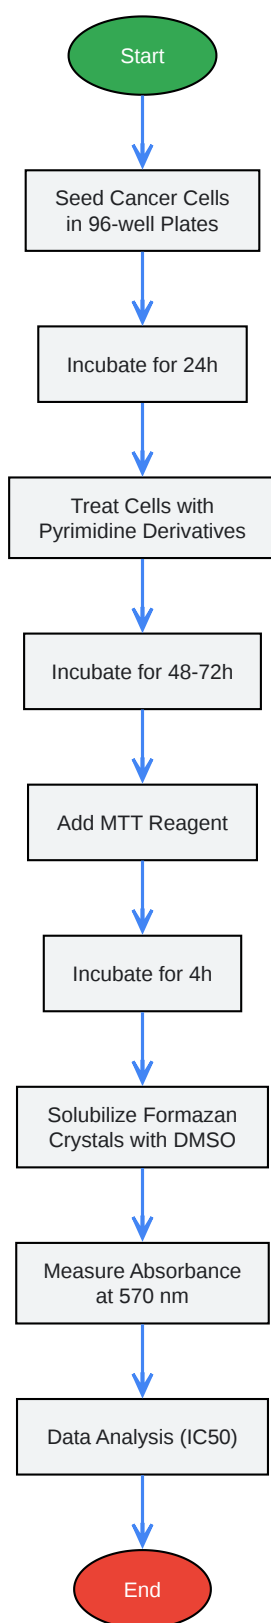 Start
Seed Cancer Cells
in 96-well Plates
Incubate for 24h
Treat Cells with
Pyrimidine Derivatives
Incubate for 48-72h
Add MTT Reagent
Incubate for 4h
Solubilize Formazan
Crystals with DMSO
Measure Absorbance
at 570 nm
Data Analysis (IC50)
End